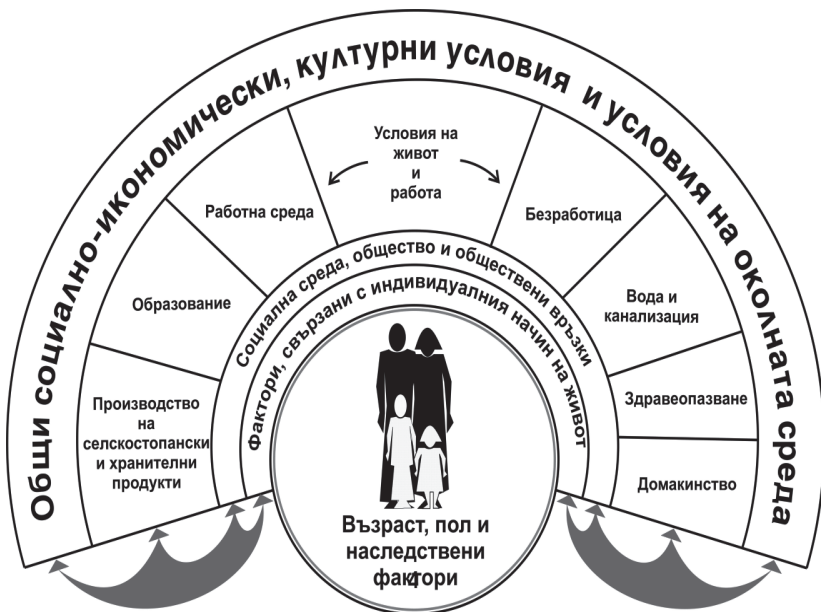 Общи социално-икономически, културни условия и условия на околната среда
Условия на
живот
и
работа
Работна среда
Безработица
Образование
Вода и
канализация
Производство
на
селскостопански
и хранителни
продукти
Здравеопазване
Домакинство
Социална среда, общество и обществени връзки
Фактори, свързани с индивидуалния начин на живот
Възраст, пол и
наследствени
фактори
4